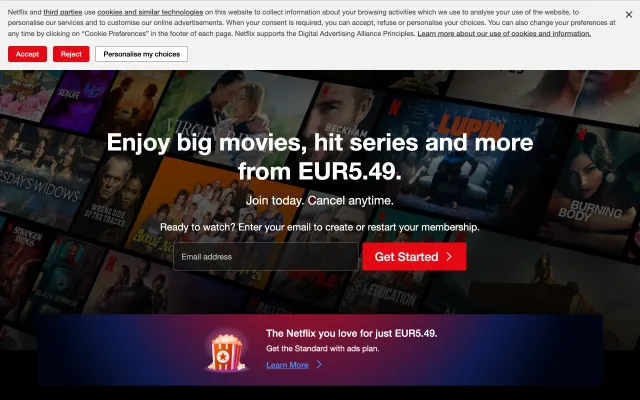 Netflix and third parties use cookies and similar technologies on this website to collect information about your browsing activities which we use to analyse your use of the website, to
personalise our services and to customise our online advertisements. When your consent is required, you can accept, refuse or personalise your choices. You can also change your preferences at
any time by clicking on "Cookie Preferences" in the footer of each page. Netflix supports the Digital Advertising Alliance Principles. Learn more about our use of cookies and information.
Accept
Reject
Personalise my choices
SEX/LIFE
VIRGIN RIVER
BECKHAM
LUPIN
WRONG SIDE
OF THE TRACKS
BURNING
BODY
STRANGER
THINGS
EDUCATION
Enjoy big movies, hit series and more
from EUR5.49.
Join today. Cancel anytime.
Ready to watch? Enter your email to create or restart your membership.
Email address
Get Started
The Netflix you love for just EUR5.49.
Get the Standard with ads plan.
Learn More